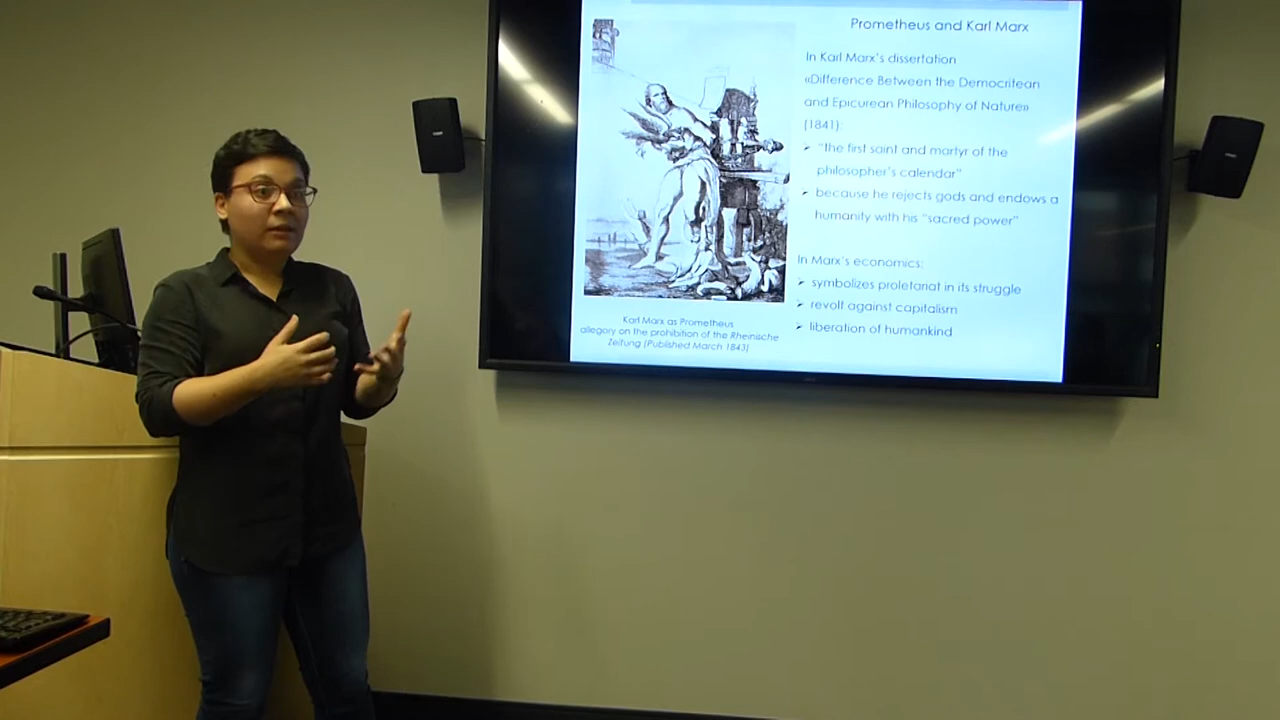 Prometheus and Karl Marx
In Karl Marx's dissertation
«Difference Between the Democritean
and Epicurean Philosophy of Nature»
(1841):
➢ "the first saint and martyr of the
philosopher's calendar"
➢ because he rejects gods and endows a
humanity with his "sacred power"
In Marx's economics:
➢ symbolizes proletariat in its struggle
➢ revolt against capitalism
➢ liberation of humankind
Karl Marx as Prometheus
allegory on the prohibition of the Rheinische
Zeitung (Published March 1843)